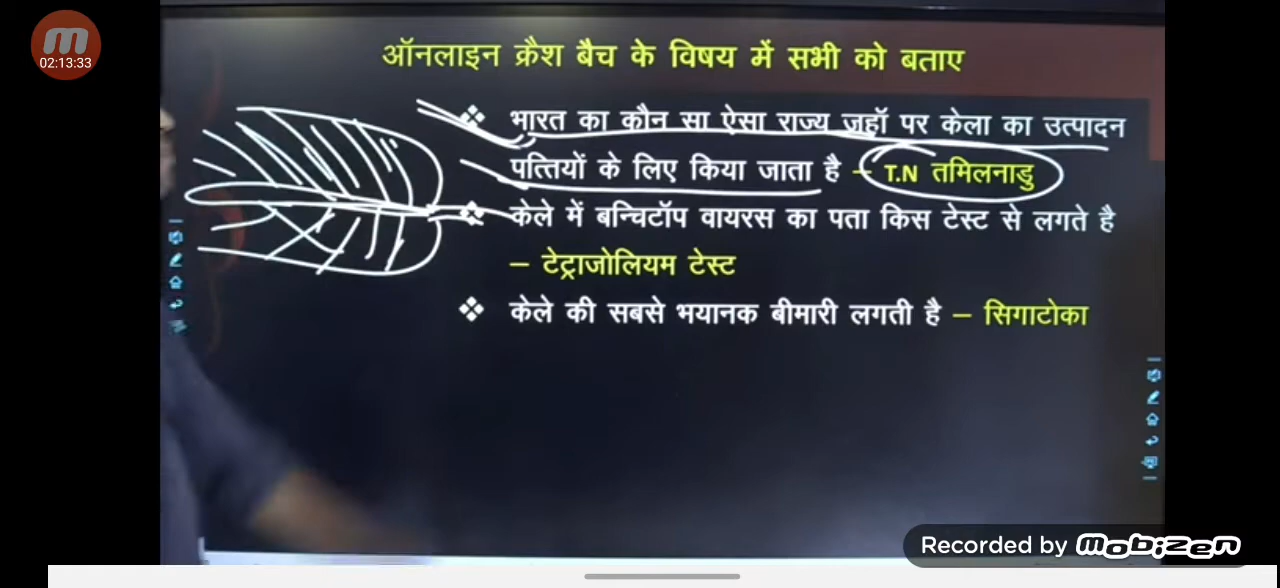 02:13:33
ऑनलाइन क्रैश बैच के विषय में सभी को बताए
❖ भारत का कौन सा ऐसा राज्य जहॉ पर केला का उत्पादन
पत्तियों के लिए किया जाता है – T.N तमिलनाडु
❖ केले में बन्चिटॉप वायरस का पता किस टेस्ट से लगते है
– टेट्राजोलियम टेस्ट
❖ केले की सबसे भयानक बीमारी लगती है – सिगाटोका
Recorded by mobizen